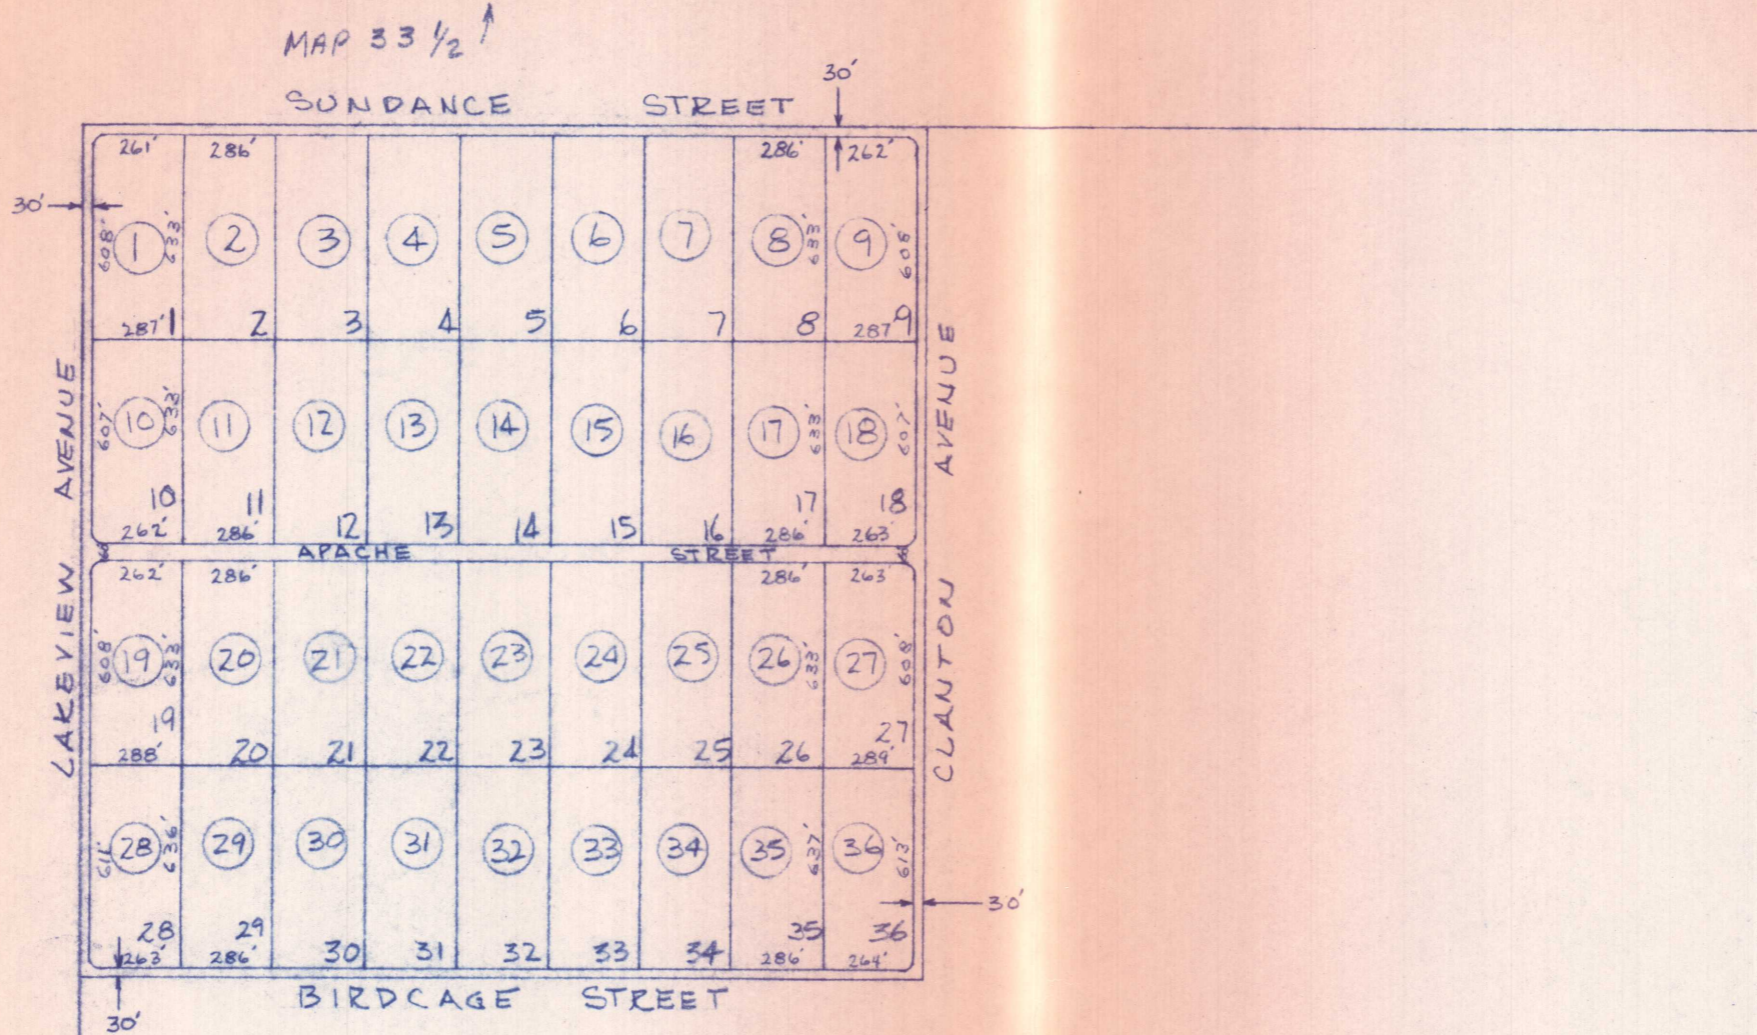 MAP 33 1/2 ↑
30'
SUNDANCE STREET
261' 286' 286' 262'
30'
608' 1 633' 2 3 4 5 6 7 8 633' 9 608'
287' 1 2 3 4 5 6 7 8 287' 9
LAKEVIEW AVENUE
CLANTON AVENUE
607' 10 633' 11 12 13 14 15 16 17 633' 18 607'
10 11 12 13 14 15 16 17 18
262' 286' 286' 263'
APACHE STREET
262' 286' 286' 263'
608' 19 633' 20 21 22 23 24 25 26 633' 27 608'
19 20 21 22 23 24 25 26 27
288' 289'
611' 28 636' 29 30 31 32 33 34 35 637' 36 613'
30'
28 29 30 31 32 33 34 35 36
263' 286' 286' 264'
BIRDCAGE STREET
30'